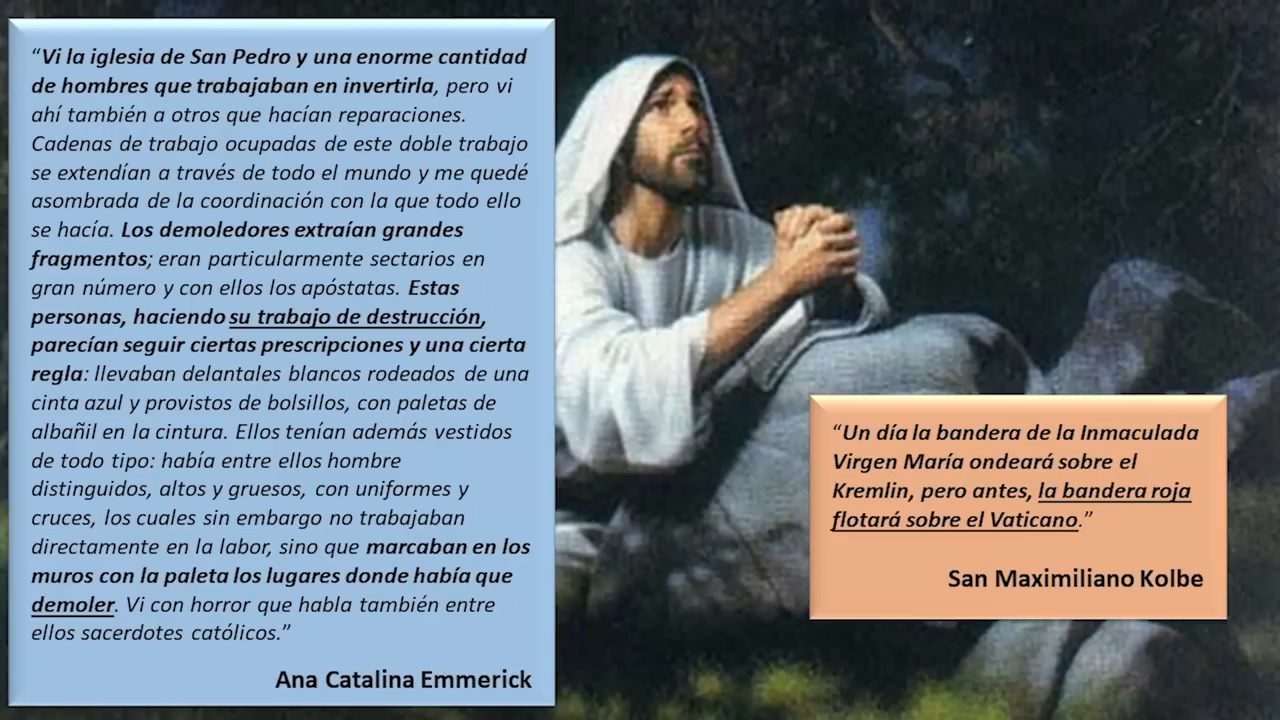 “Vi la iglesia de San Pedro y una enorme cantidad
de hombres que trabajaban en invertirla, pero vi
ahí también a otros que hacían reparaciones.
Cadenas de trabajo ocupadas de este doble trabajo
se extendían a través de todo el mundo y me quedé
asombrada de la coordinación con la que todo ello
se hacía. Los demoledores extraían grandes
fragmentos; eran particularmente sectarios en
gran número y con ellos los apóstatas. Estas
personas, haciendo su trabajo de destrucción,
parecían seguir ciertas prescripciones y una cierta
regla: llevaban delantales blancos rodeados de una
cinta azul y provistos de bolsillos, con paletas de
albañil en la cintura. Ellos tenían además vestidos
de todo tipo: había entre ellos hombre
distinguidos, altos y gruesos, con uniformes y
cruces, los cuales sin embargo no trabajaban
directamente en la labor, sino que marcaban en los
muros con la paleta los lugares donde había que
demoler. Vi con horror que habla también entre
ellos sacerdotes católicos.”
Ana Catalina Emmerick
“Un día la bandera de la Inmaculada
Virgen María ondeará sobre el
Kremlin, pero antes, la bandera roja
flotará sobre el Vaticano.”
San Maximiliano Kolbe